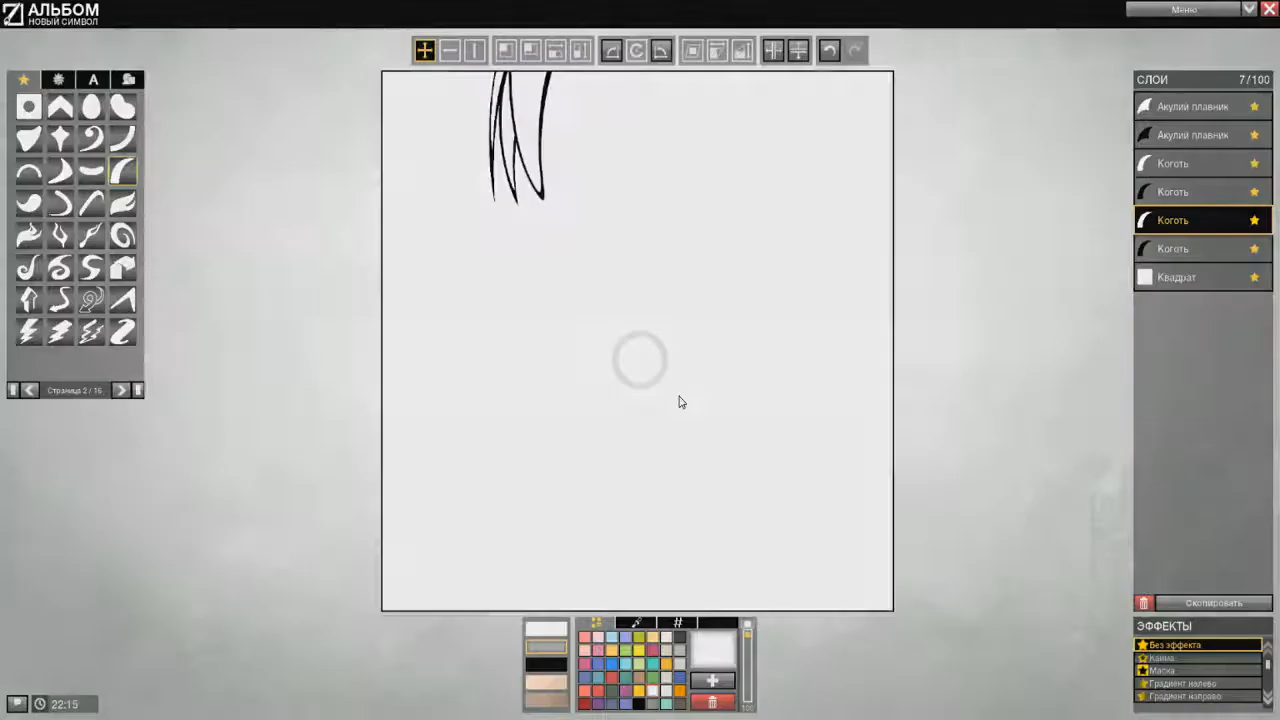 АЛЬБОМ
НОВЫЙ СИМВОЛ
Меню
A
Страница 2 / 16
СЛОИ 7/100
Акулий плавник
Акулий плавник
Коготь
Коготь
Коготь
Коготь
Квадрат
Скопировать
ЭФФЕКТЫ
Без эффекта
Кайма
Маска
Градиент налево
Градиент направо
#
100
22:15